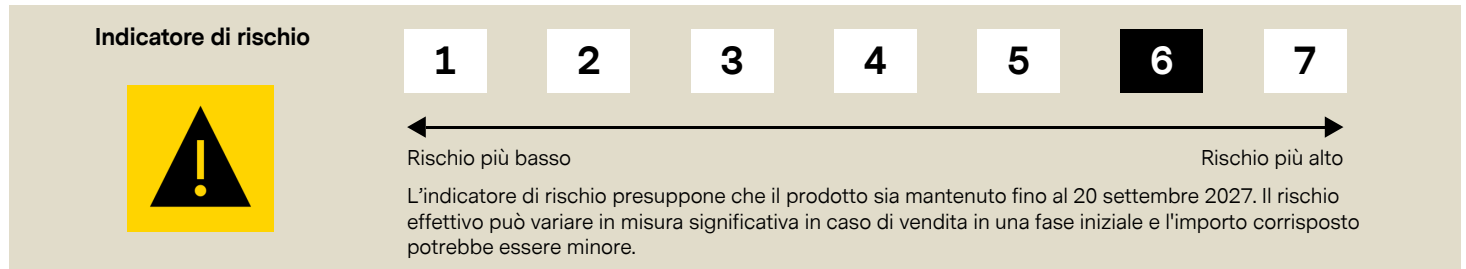 Indicatore di rischio
1 2 3 4 5 6 7
!
Rischio più basso Rischio più alto
L'indicatore di rischio presuppone che il prodotto sia mantenuto fino al 20 settembre 2027. Il rischio
effettivo può variare in misura significativa in caso di vendita in una fase iniziale e l'importo corrisposto
potrebbe essere minore.